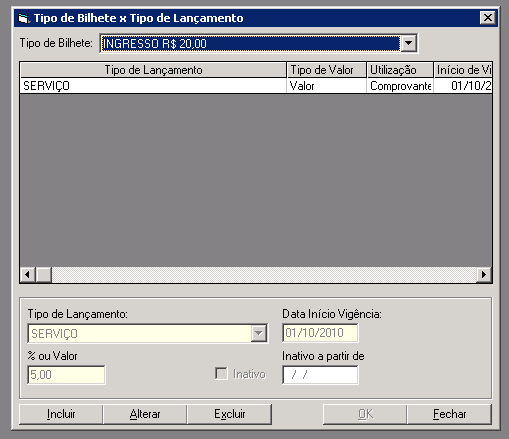 Tipo de Bilhete x Tipo de Lançamento
Tipo de Bilhete: INGRESSO R$ 20,00
Tipo de Lançamento Tipo de Valor Utilização Início de Vi
SERVIÇO Valor Comprovante 01/10/2
Tipo de Lançamento: Data Início Vigência:
SERVIÇO 01/10/2010
% ou Valor Inativo a partir de
5,00 Inativo / /
Incluir Alterar Excluir OK Fechar